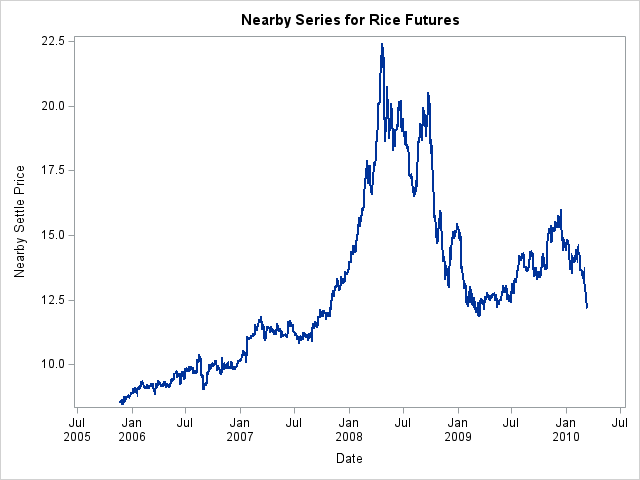 Nearby Series for Rice Futures
22.5
20.0
17.5
15.0
12.5
10.0
Nearby Settle Price
Jul Jan Jul Jan Jul Jan Jul Jan Jul Jan Jul
2005 2006 2007 2008 2009 2010
Date